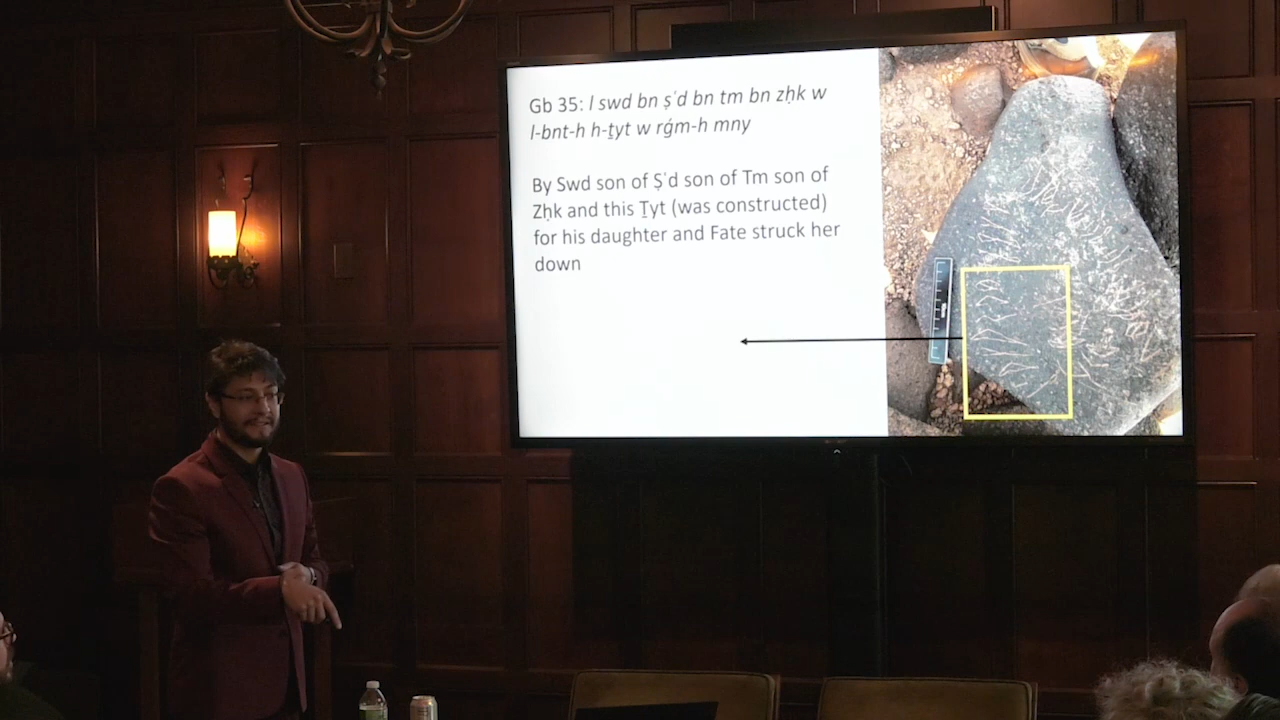 Gb 35: l swd bn ṣʿd bn tm bn zḥk w
l-bnt-h h-ṯyt w rġm-h mny
By Swd son of Ṣʿd son of Tm son of
Zḥk and this Ṯyt (was constructed)
for his daughter and Fate struck her
down